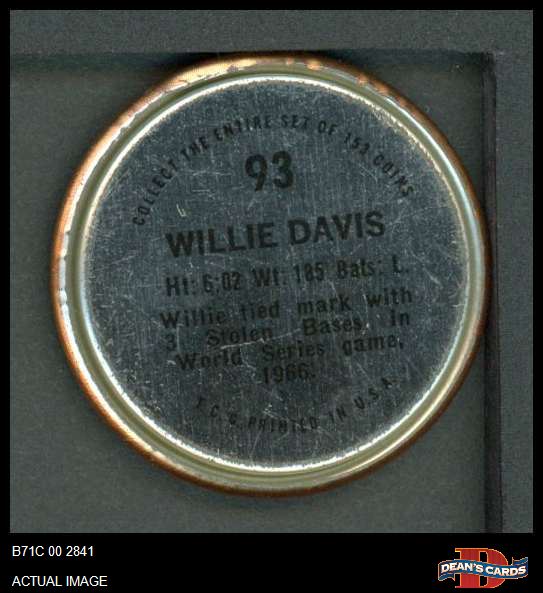 COLLECT THE ENTIRE SET OF 153 COINS.
93
WILLIE DAVIS
Ht: 6:02 Wt: 185 Bats: L.
Willie tied mark with
3 Stolen Bases, in
World Series game,
1966.
T.C.G. PRINTED IN U.S.A.
B71C 00 2841
ACTUAL IMAGE
D
DEAN'S CARDS